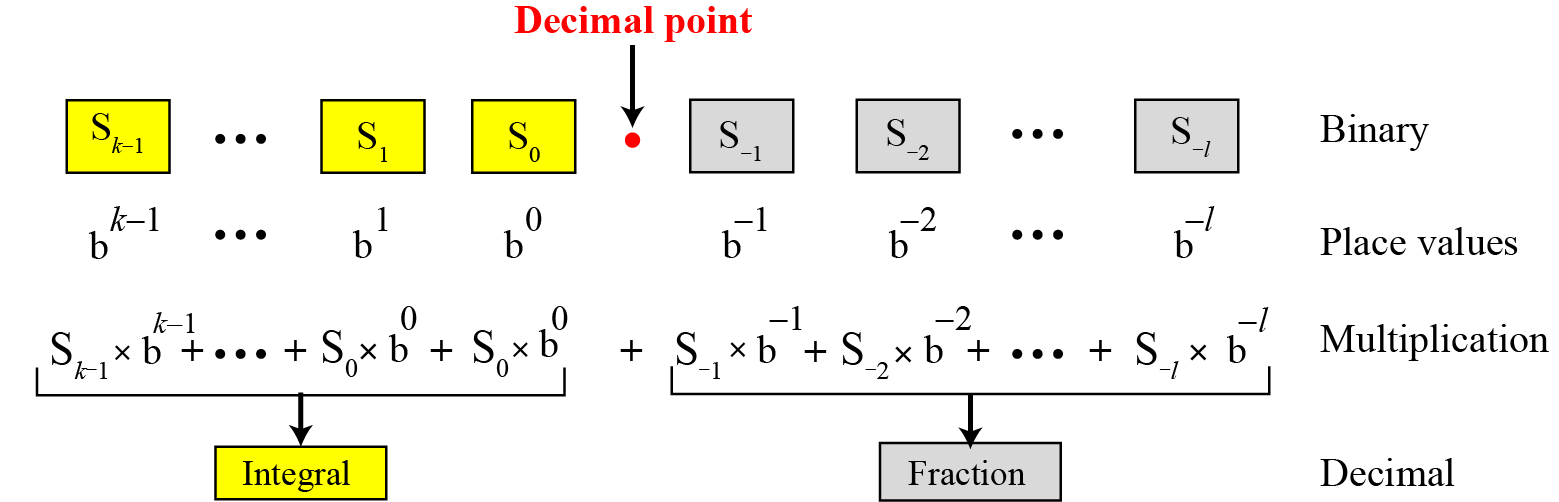 Decimal point
S_{k−1} ••• S_1 S_0 • S_{−1} S_{−2} ••• S_{−l} Binary
b^{k−1} ••• b^1 b^0 b^{−1} b^{−2} ••• b^{−l} Place values
S_{k−1} × b^{k−1} + ••• + S_0 × b^0 + S_0 × b^0 + S_{−1} × b^{−1} + S_{−2} × b^{−2} + ••• + S_{−l} × b^{−l} Multiplication
Integral Fraction Decimal